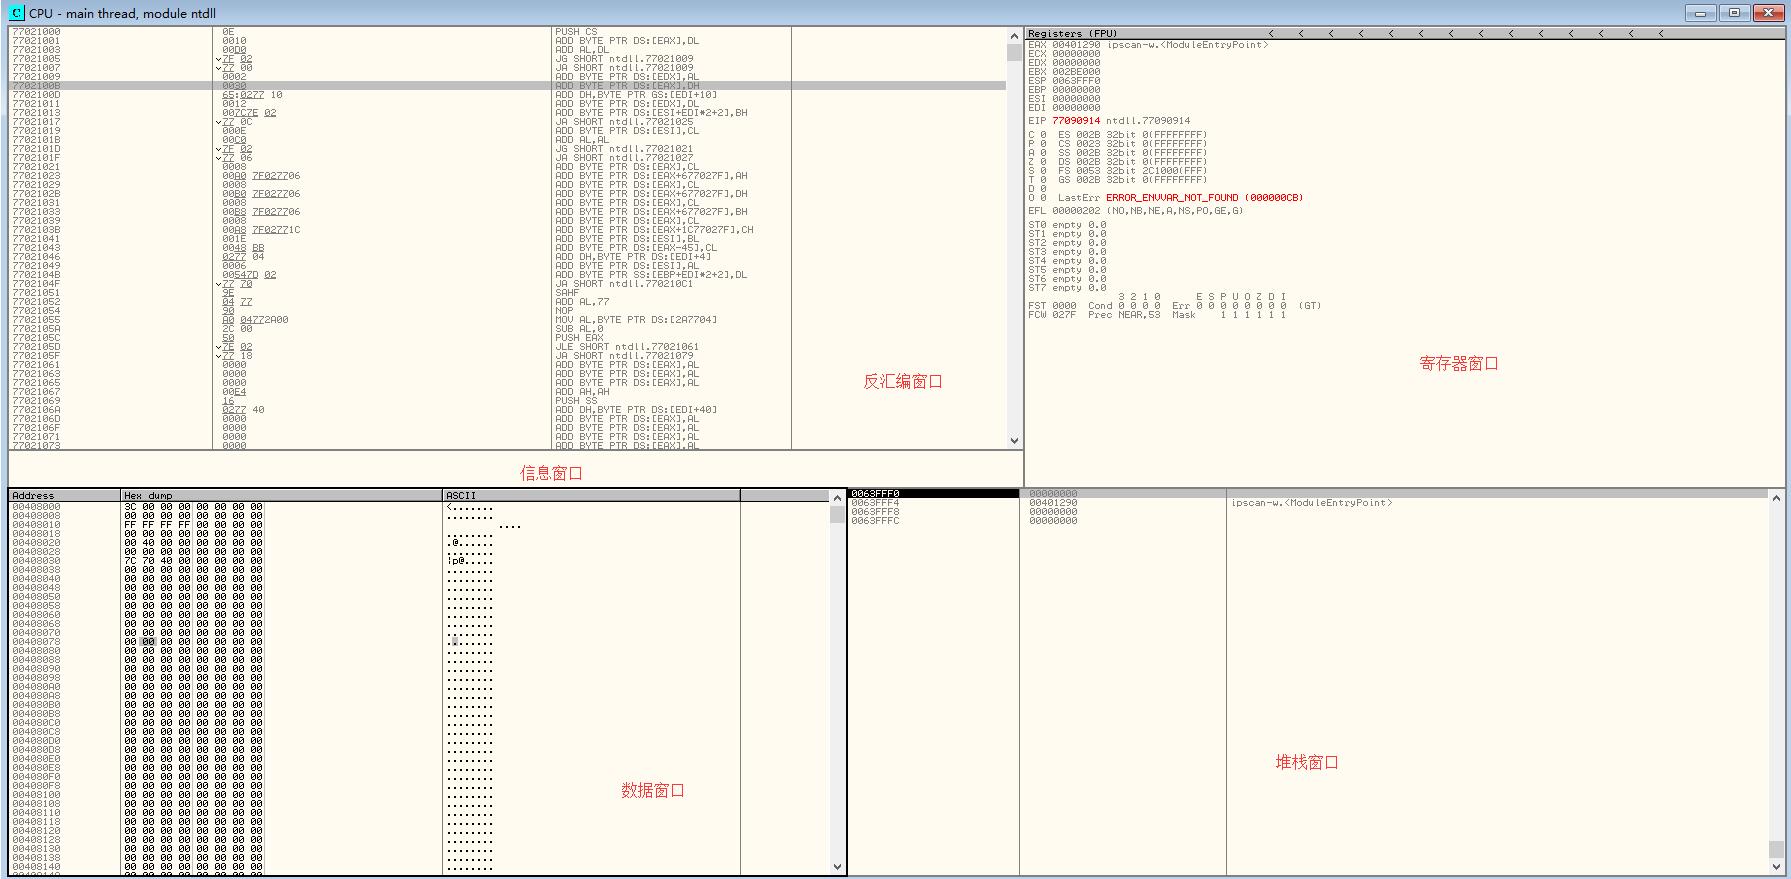 CPU - main thread, module ntdll
77021000 0E PUSH CS
77021001 0010 ADD BYTE PTR DS:[EAX],DL
77021003 00D0 ADD AL,DL
77021005 7F 02 JG SHORT ntdll.77021009
77021007 77 00 JA SHORT ntdll.77021009
77021009 0002 ADD BYTE PTR DS:[EDX],AL
7702100B 0030 ADD BYTE PTR DS:[EAX],DH
7702100D 65:0277 10 ADD DH,BYTE PTR GS:[EDI+10]
77021011 0012 ADD BYTE PTR DS:[EDX],DL
77021013 007C7E 02 ADD BYTE PTR DS:[ESI+EDI*2+2],BH
77021017 77 0C JA SHORT ntdll.77021025
77021019 000E ADD BYTE PTR DS:[ESI],CL
7702101B 00C0 ADD AL,AL
7702101D 7F 02 JG SHORT ntdll.77021021
7702101F 77 06 JA SHORT ntdll.77021027
77021021 0008 ADD BYTE PTR DS:[EAX],CL
77021023 00A0 7F027706 ADD BYTE PTR DS:[EAX+677027F],AH
77021029 0008 ADD BYTE PTR DS:[EAX],CL
7702102B 00B0 7F027706 ADD BYTE PTR DS:[EAX+677027F],DH
77021031 0008 ADD BYTE PTR DS:[EAX],CL
77021033 00B8 7F027706 ADD BYTE PTR DS:[EAX+677027F],BH
77021039 0008 ADD BYTE PTR DS:[EAX],CL
7702103B 00A8 7F02771C ADD BYTE PTR DS:[EAX+1C77027F],CH
77021041 001E ADD BYTE PTR DS:[ESI],BL
77021043 0048 BB ADD BYTE PTR DS:[EAX-45],CL
77021046 0277 04 ADD DH,BYTE PTR DS:[EDI+4]
77021049 0006 ADD BYTE PTR DS:[ESI],AL
7702104B 00547D 02 ADD BYTE PTR SS:[EBP+EDI*2+2],DL
7702104F 77 70 JA SHORT ntdll.770210C1
77021051 9E SAHF
77021052 04 77 ADD AL,77
77021054 90 NOP
77021055 A0 04772A00 MOV AL,BYTE PTR DS:[2A7704]
7702105A 2C 00 SUB AL,0
7702105C 50 PUSH EAX
7702105D 7E 02 JLE SHORT ntdll.77021061
7702105F 77 18 JA SHORT ntdll.77021079
77021061 0000 ADD BYTE PTR DS:[EAX],AL
77021063 0000 ADD BYTE PTR DS:[EAX],AL
77021065 0000 ADD BYTE PTR DS:[EAX],AL
77021067 00E4 ADD AH,AH
77021069 16 PUSH SS
7702106A 0277 40 ADD DH,BYTE PTR DS:[EDI+40]
7702106D 0000 ADD BYTE PTR DS:[EAX],AL
7702106F 0000 ADD BYTE PTR DS:[EAX],AL
77021071 0000 ADD BYTE PTR DS:[EAX],AL
77021073 0000 ADD BYTE PTR DS:[EAX],AL
反汇编窗口
信息窗口
Registers (FPU) < < < < < < < < < < < < < <
EAX 00401290 ipscan-w.<ModuleEntryPoint>
ECX 00000000
EDX 00000000
EBX 002BE000
ESP 0063FFF0
EBP 00000000
ESI 00000000
EDI 00000000
EIP 77090914 ntdll.77090914
C 0 ES 002B 32bit 0(FFFFFFFF)
P 0 CS 0023 32bit 0(FFFFFFFF)
A 0 SS 002B 32bit 0(FFFFFFFF)
Z 0 DS 002B 32bit 0(FFFFFFFF)
S 0 FS 0053 32bit 2C1000(FFF)
T 0 GS 002B 32bit 0(FFFFFFFF)
D 0
O 0 LastErr ERROR_ENVVAR_NOT_FOUND (000000CB)
EFL 00000202 (NO,NB,NE,A,NS,PO,GE,G)
ST0 empty 0.0
ST1 empty 0.0
ST2 empty 0.0
ST3 empty 0.0
ST4 empty 0.0
ST5 empty 0.0
ST6 empty 0.0
ST7 empty 0.0
3 2 1 0 E S P U O Z D I
FST 0000 Cond 0 0 0 0 Err 0 0 0 0 0 0 0 0 (GT)
FCW 027F Prec NEAR,53 Mask 1 1 1 1 1 1
寄存器窗口
Address Hex dump ASCII
00408000 3C 00 00 00 00 00 00 00 <.......
00408008 00 00 00 00 00 00 00 00 ........
00408010 FF FF FF FF 00 00 00 00 ....
00408018 00 00 00 00 00 00 00 00 ........
00408020 00 40 00 00 00 00 00 00 .@......
00408028 00 00 00 00 00 00 00 00 ........
00408030 7C 70 40 00 00 00 00 00 |p@.....
00408038 00 00 00 00 00 00 00 00 ........
00408040 00 00 00 00 00 00 00 00 ........
00408048 00 00 00 00 00 00 00 00 ........
00408050 00 00 00 00 00 00 00 00 ........
00408058 00 00 00 00 00 00 00 00 ........
00408060 00 00 00 00 00 00 00 00 ........
00408068 00 00 00 00 00 00 00 00 ........
00408070 00 00 00 00 00 00 00 00 ........
00408078 00 00 00 00 00 00 00 00 ........
00408080 00 00 00 00 00 00 00 00 ........
00408088 00 00 00 00 00 00 00 00 ........
00408090 00 00 00 00 00 00 00 00 ........
00408098 00 00 00 00 00 00 00 00 ........
004080A0 00 00 00 00 00 00 00 00 ........
004080A8 00 00 00 00 00 00 00 00 ........
004080B0 00 00 00 00 00 00 00 00 ........
004080B8 00 00 00 00 00 00 00 00 ........
004080C0 00 00 00 00 00 00 00 00 ........
004080C8 00 00 00 00 00 00 00 00 ........
004080D0 00 00 00 00 00 00 00 00 ........
004080D8 00 00 00 00 00 00 00 00 ........
004080E0 00 00 00 00 00 00 00 00 ........
004080E8 00 00 00 00 00 00 00 00 ........
004080F0 00 00 00 00 00 00 00 00 ........
004080F8 00 00 00 00 00 00 00 00 ........
00408100 00 00 00 00 00 00 00 00 ........
00408108 00 00 00 00 00 00 00 00 ........
00408110 00 00 00 00 00 00 00 00 ........
00408118 00 00 00 00 00 00 00 00 ........
00408120 00 00 00 00 00 00 00 00 ........
00408128 00 00 00 00 00 00 00 00 ........
00408130 00 00 00 00 00 00 00 00 ........
00408138 00 00 00 00 00 00 00 00 ........
00408140 00 00 00 00 00 00 00 00 ........
数据窗口
0063FFF0 00000000
0063FFF4 00401290 ipscan-w.<ModuleEntryPoint>
0063FFF8 00000000
0063FFFC 00000000
堆栈窗口